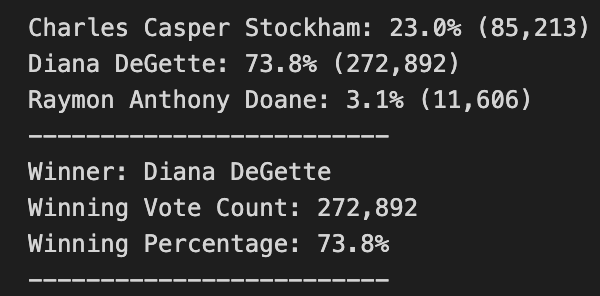 Charles Casper Stockham: 23.0% (85,213)
Diana DeGette: 73.8% (272,892)
Raymon Anthony Doane: 3.1% (11,606)
-------------------------
Winner: Diana DeGette
Winning Vote Count: 272,892
Winning Percentage: 73.8%
-------------------------